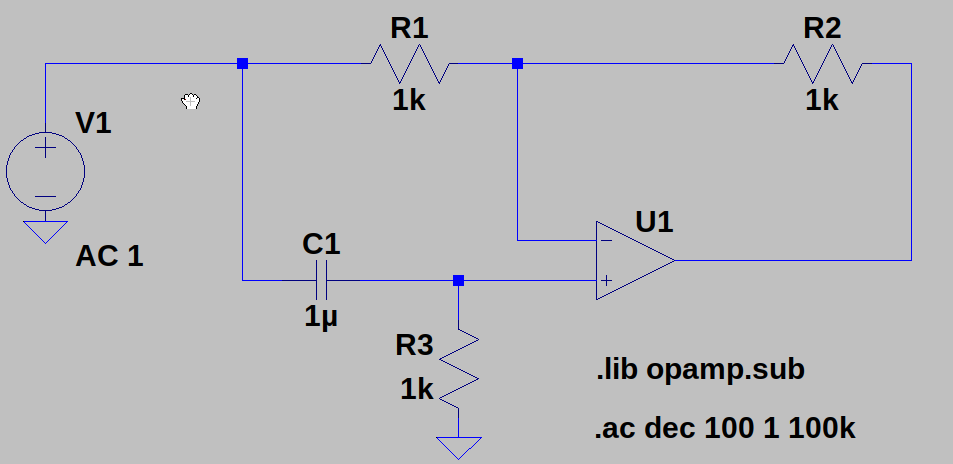 R1
R2
1k
1k
V1
U1
C1
AC 1
1µ
R3
.lib opamp.sub
1k
.ac dec 100 1 100k